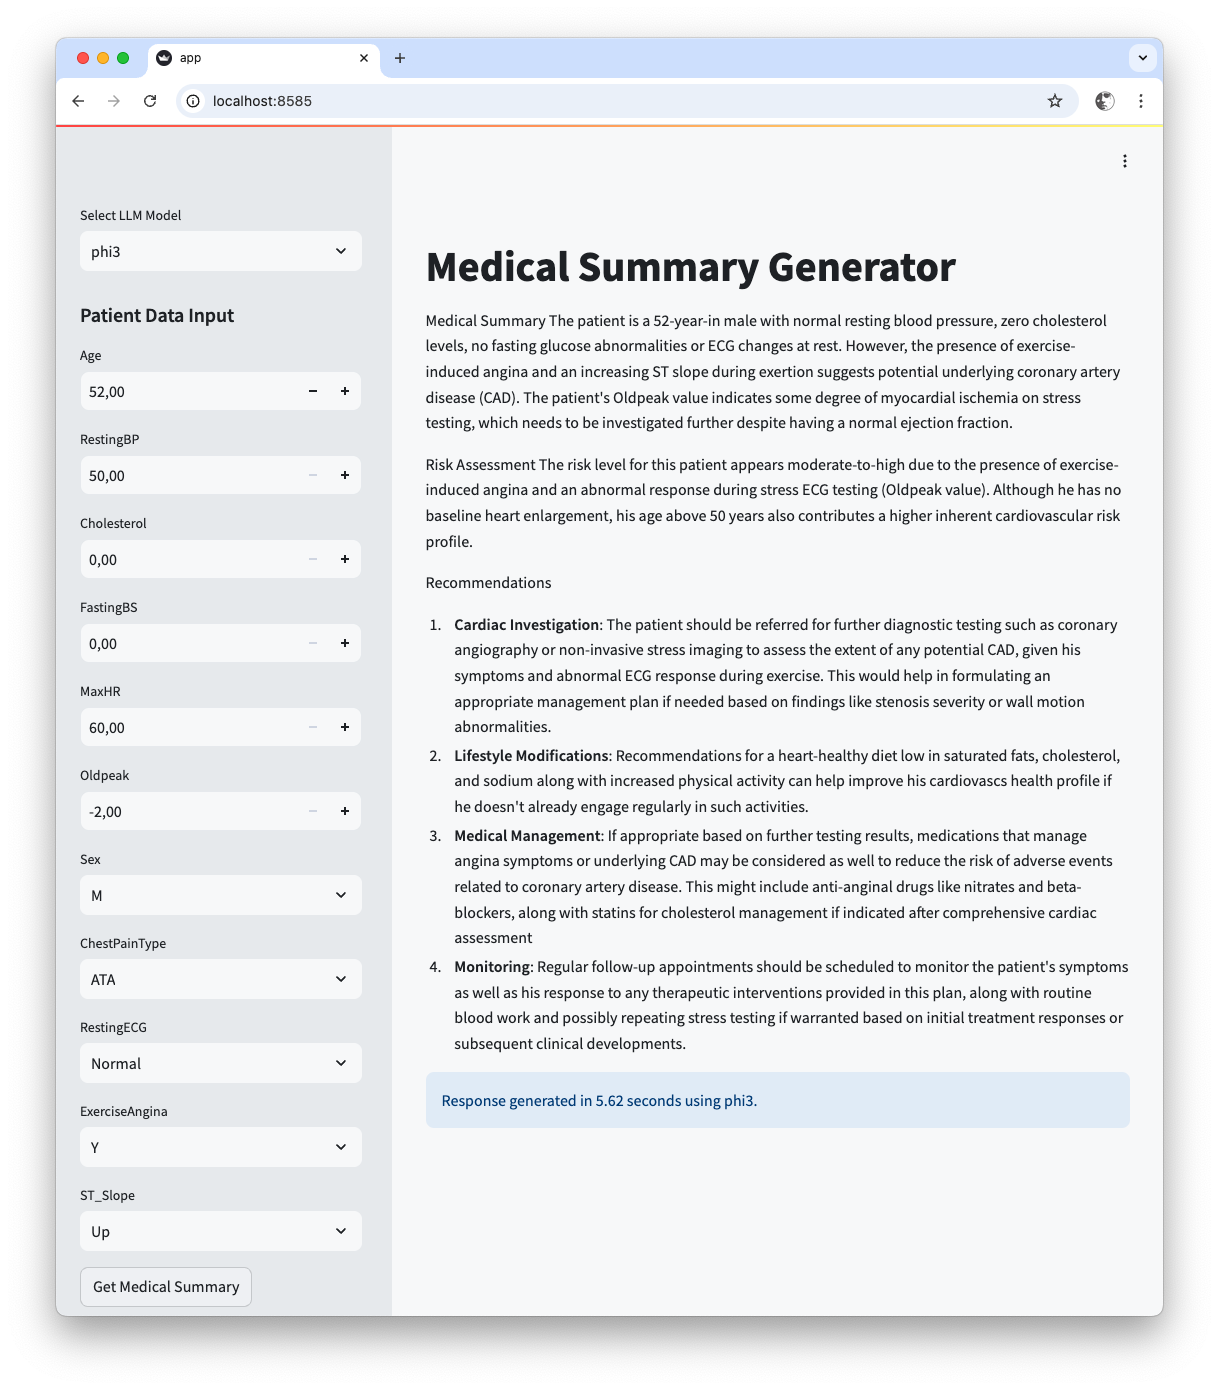 app
localhost:8585
Select LLM Model
phi3
Patient Data Input
Age
52,00
RestingBP
50,00
Cholesterol
0,00
FastingBS
0,00
MaxHR
60,00
Oldpeak
-2,00
Sex
M
ChestPainType
ATA
RestingECG
Normal
ExerciseAngina
Y
ST_Slope
Up
Get Medical Summary
Medical Summary Generator
Medical Summary The patient is a 52-year-in male with normal resting blood pressure, zero cholesterol
levels, no fasting glucose abnormalities or ECG changes at rest. However, the presence of exercise-
induced angina and an increasing ST slope during exertion suggests potential underlying coronary artery
disease (CAD). The patient's Oldpeak value indicates some degree of myocardial ischemia on stress
testing, which needs to be investigated further despite having a normal ejection fraction.
Risk Assessment The risk level for this patient appears moderate-to-high due to the presence of exercise-
induced angina and an abnormal response during stress ECG testing (Oldpeak value). Although he has no
baseline heart enlargement, his age above 50 years also contributes a higher inherent cardiovascular risk
profile.
Recommendations
1. Cardiac Investigation: The patient should be referred for further diagnostic testing such as coronary
angiography or non-invasive stress imaging to assess the extent of any potential CAD, given his
symptoms and abnormal ECG response during exercise. This would help in formulating an
appropriate management plan if needed based on findings like stenosis severity or wall motion
abnormalities.
2. Lifestyle Modifications: Recommendations for a heart-healthy diet low in saturated fats, cholesterol,
and sodium along with increased physical activity can help improve his cardiovascs health profile if
he doesn't already engage regularly in such activities.
3. Medical Management: If appropriate based on further testing results, medications that manage
angina symptoms or underlying CAD may be considered as well to reduce the risk of adverse events
related to coronary artery disease. This might include anti-anginal drugs like nitrates and beta-
blockers, along with statins for cholesterol management if indicated after comprehensive cardiac
assessment
4. Monitoring: Regular follow-up appointments should be scheduled to monitor the patient's symptoms
as well as his response to any therapeutic interventions provided in this plan, along with routine
blood work and possibly repeating stress testing if warranted based on initial treatment responses or
subsequent clinical developments.
Response generated in 5.62 seconds using phi3.